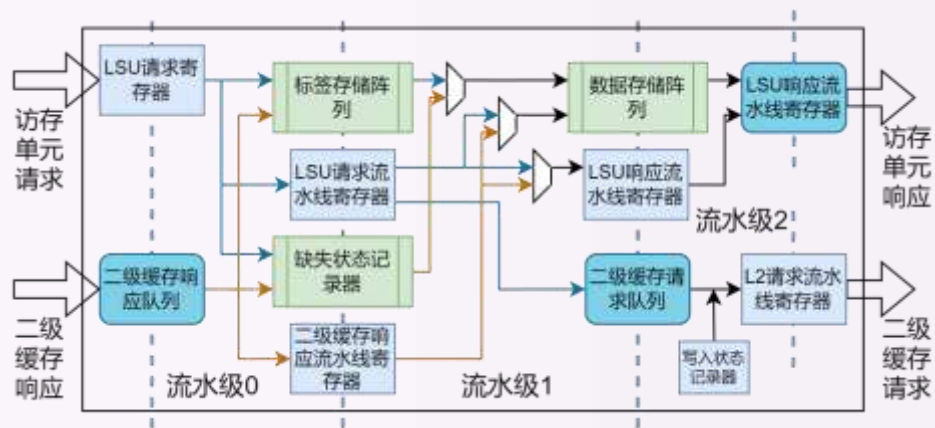 LSU请求寄
存器
访存
单元
请求
标签存储阵
列
数据存储阵
列
LSU响应流
水线寄存器
访存
单元
响应
LSU请求流
水线寄存器
LSU响应流
水线寄存器
流水级2
缺失状态记
录器
二级缓存响
应队列
二级
缓存
响应
二级缓存请
求队列
L2请求流水
线寄存器
二级
缓存
请求
二级缓存响
应流水线寄
存器
写入状态
记录器
流水级0
流水级1